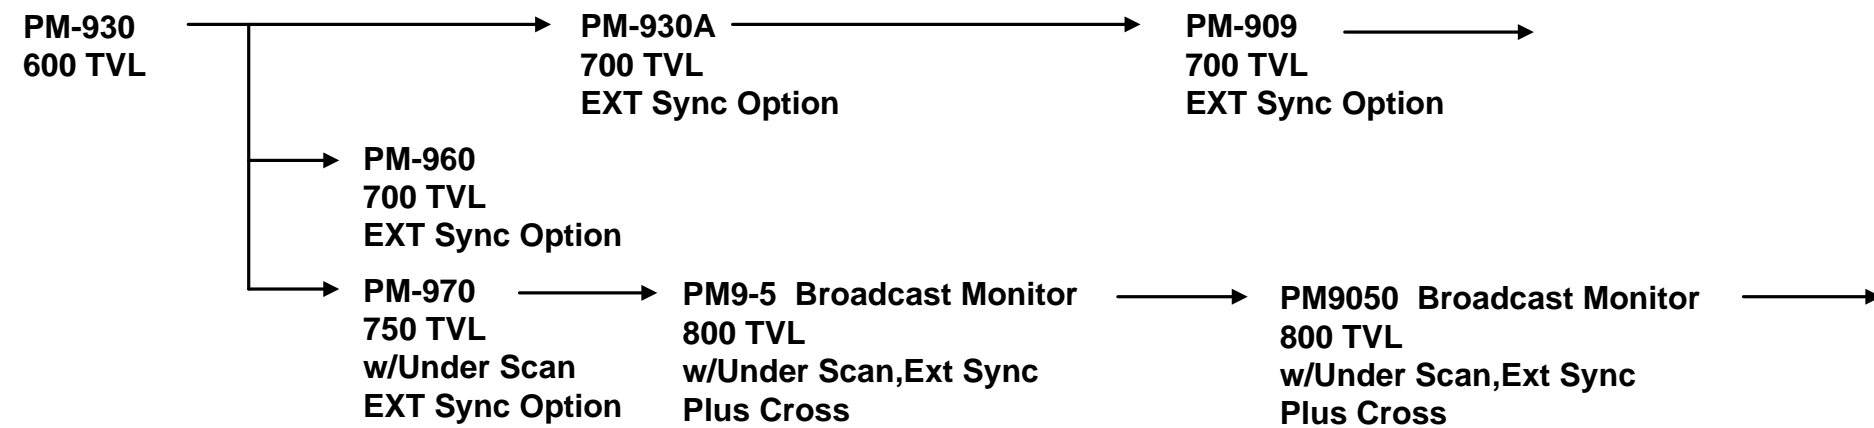 PM-930
600 TVL
PM-930A
700 TVL
EXT Sync Option
PM-909
700 TVL
EXT Sync Option
PM-960
700 TVL
EXT Sync Option
PM-970
750 TVL
w/Under Scan
EXT Sync Option
PM9-5  Broadcast Monitor
800 TVL
w/Under Scan,Ext Sync
Plus Cross
PM9050  Broadcast Monitor
800 TVL
w/Under Scan,Ext Sync
Plus Cross